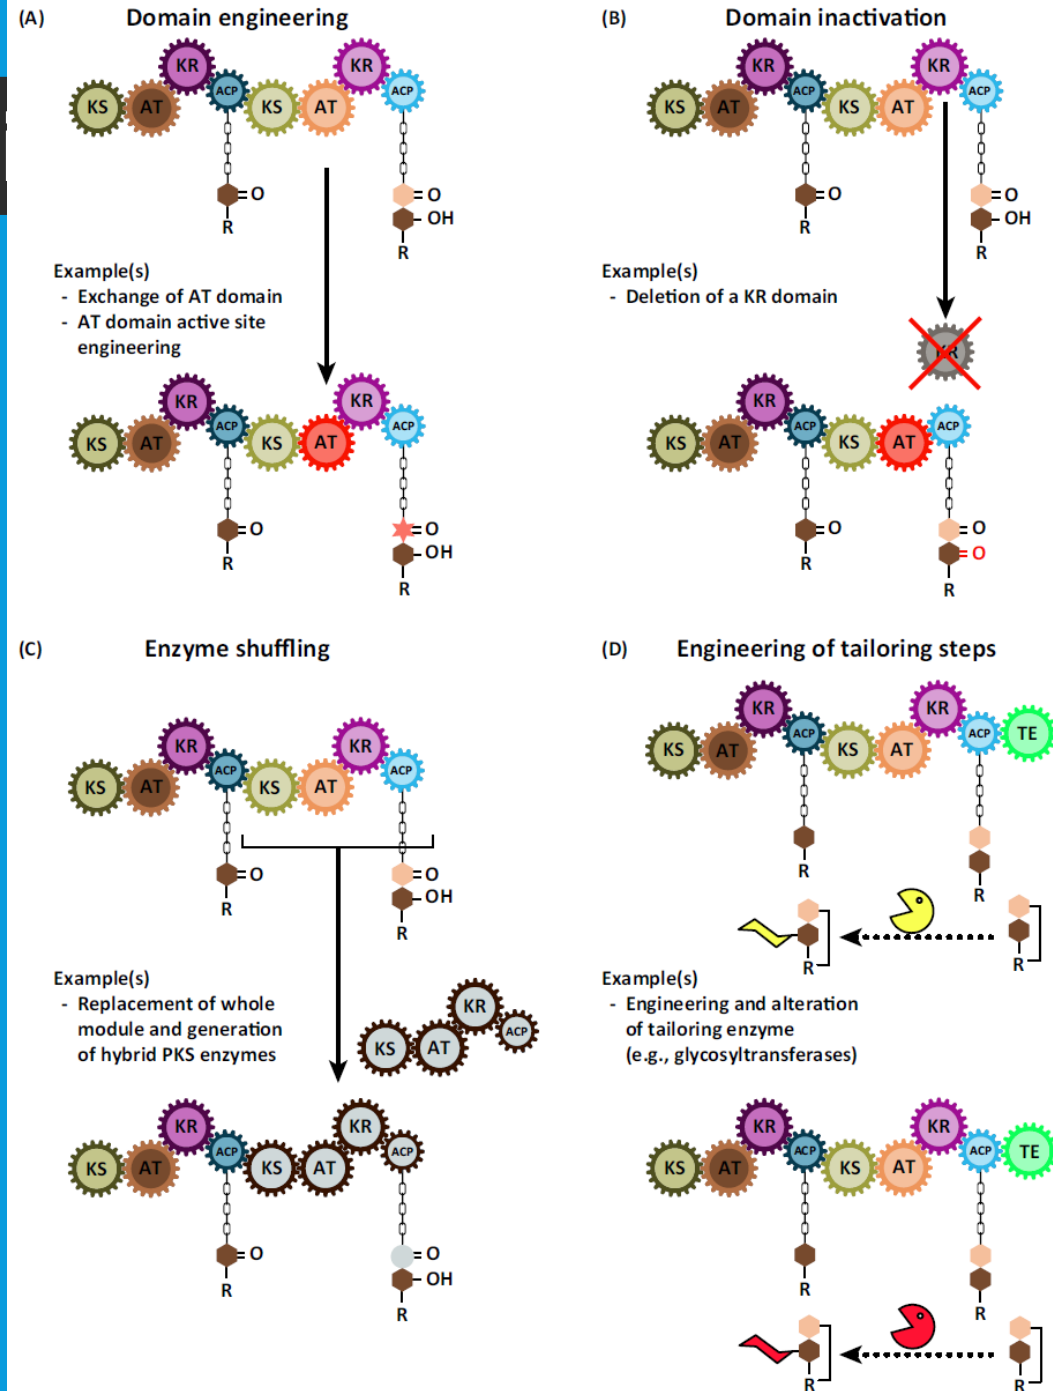 (A) Domain engineering
KR KR
KS AT ACP KS AT ACP
=O =O
OH
R
R
Example(s)
- Exchange of AT domain
- AT domain active site
engineering
KR KR
KS AT ACP KS AT ACP
=O =O
OH
R
R
(B) Domain inactivation
KR KR
KS AT ACP KS AT ACP
O O
OH
R
R
Example(s)
- Deletion of a KR domain
KR
KR
KS AT ACP KS AT ACP
O O
=O
R
R
(C) Enzyme shuffling
KR KR
KS AT ACP KS AT ACP
=O =O
OH
R
R
Example(s)
- Replacement of whole
module and generation
of hybrid PKS enzymes
KR
KS AT ACP
KR KR
KS AT ACP KS AT ACP
=O =O
OH
R
R
(D) Engineering of tailoring steps
KR KR
KS AT ACP KS AT ACP TE
R
R
R R
Example(s)
- Engineering and alteration
of tailoring enzyme
(e.g., glycosyltransferases)
KR KR
KS AT ACP KS AT ACP TE
R
R
R R